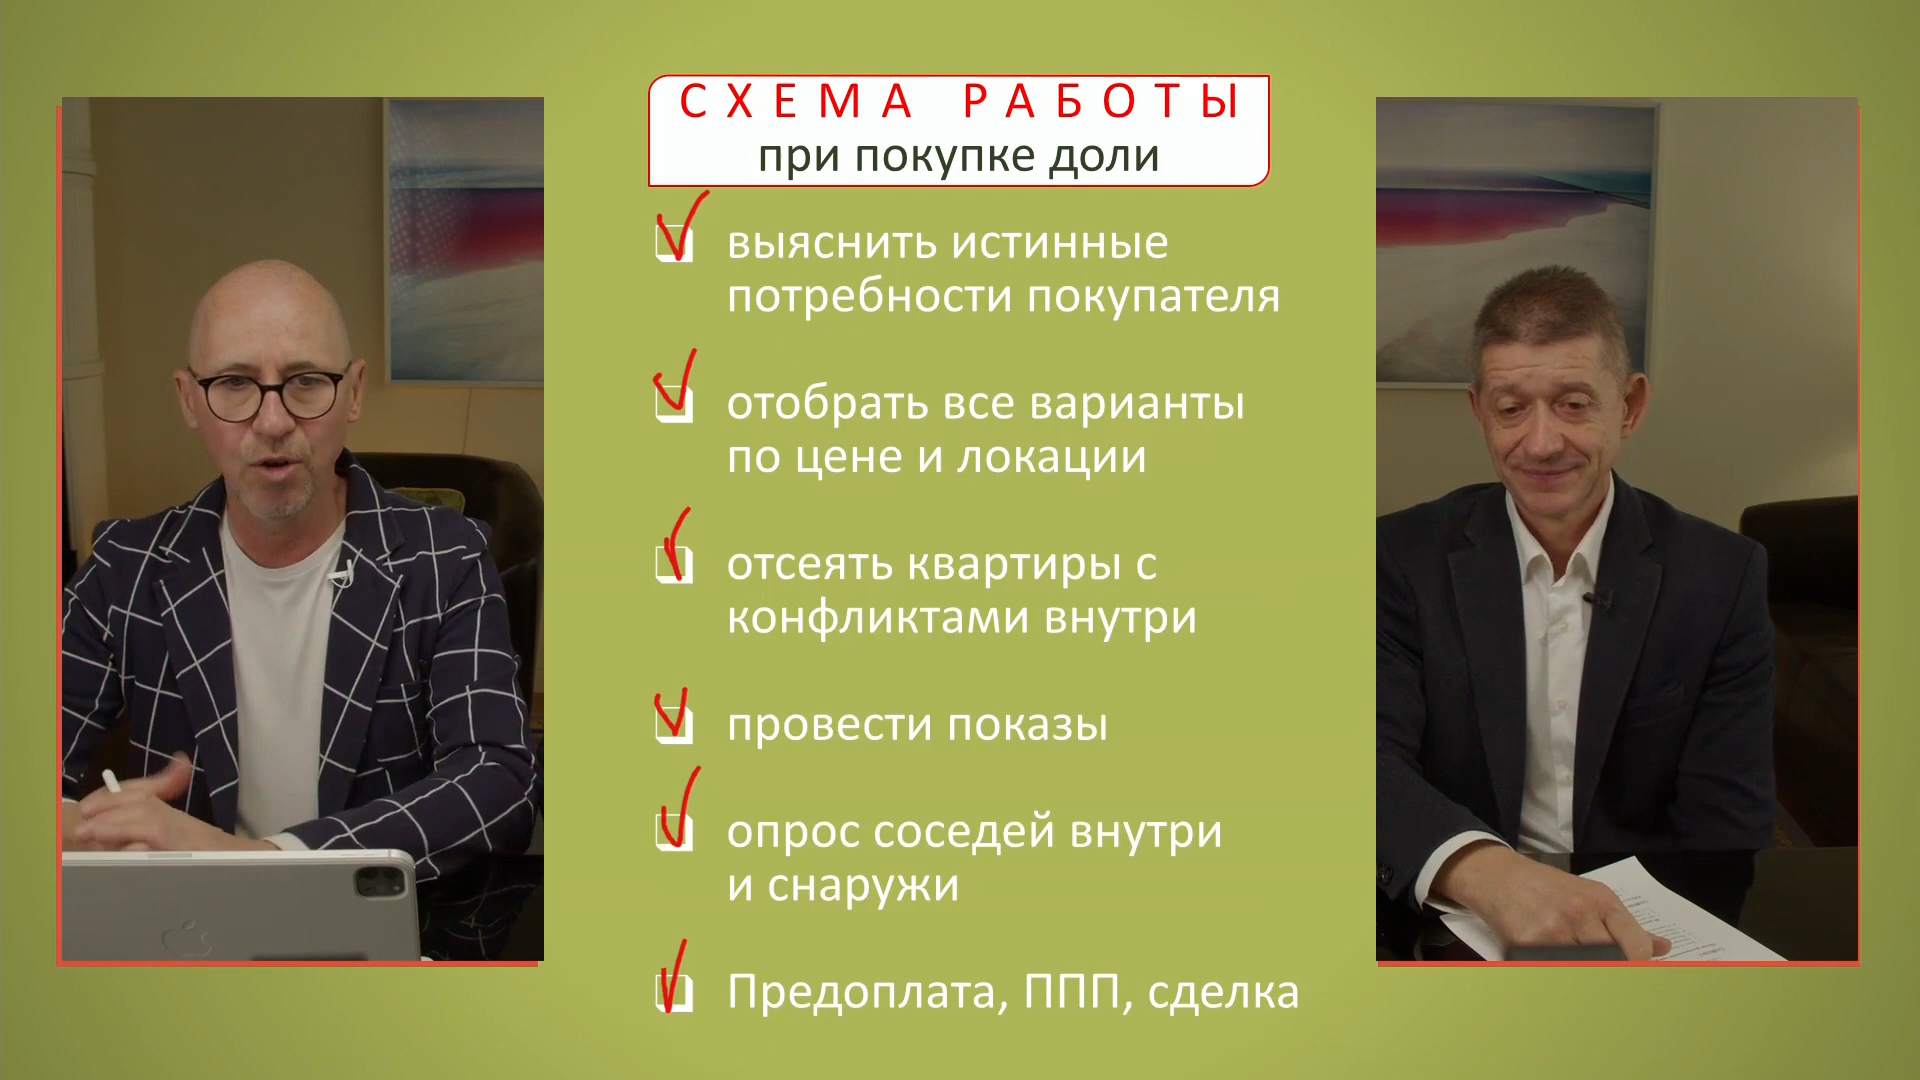 СХЕМА РАБОТЫ
при покупке доли
выяснить истинные
потребности покупателя
отобрать все варианты
по цене и локации
отсеять квартиры с
конфликтами внутри
провести показы
опрос соседей внутри
и снаружи
Предоплата, ППП, сделка